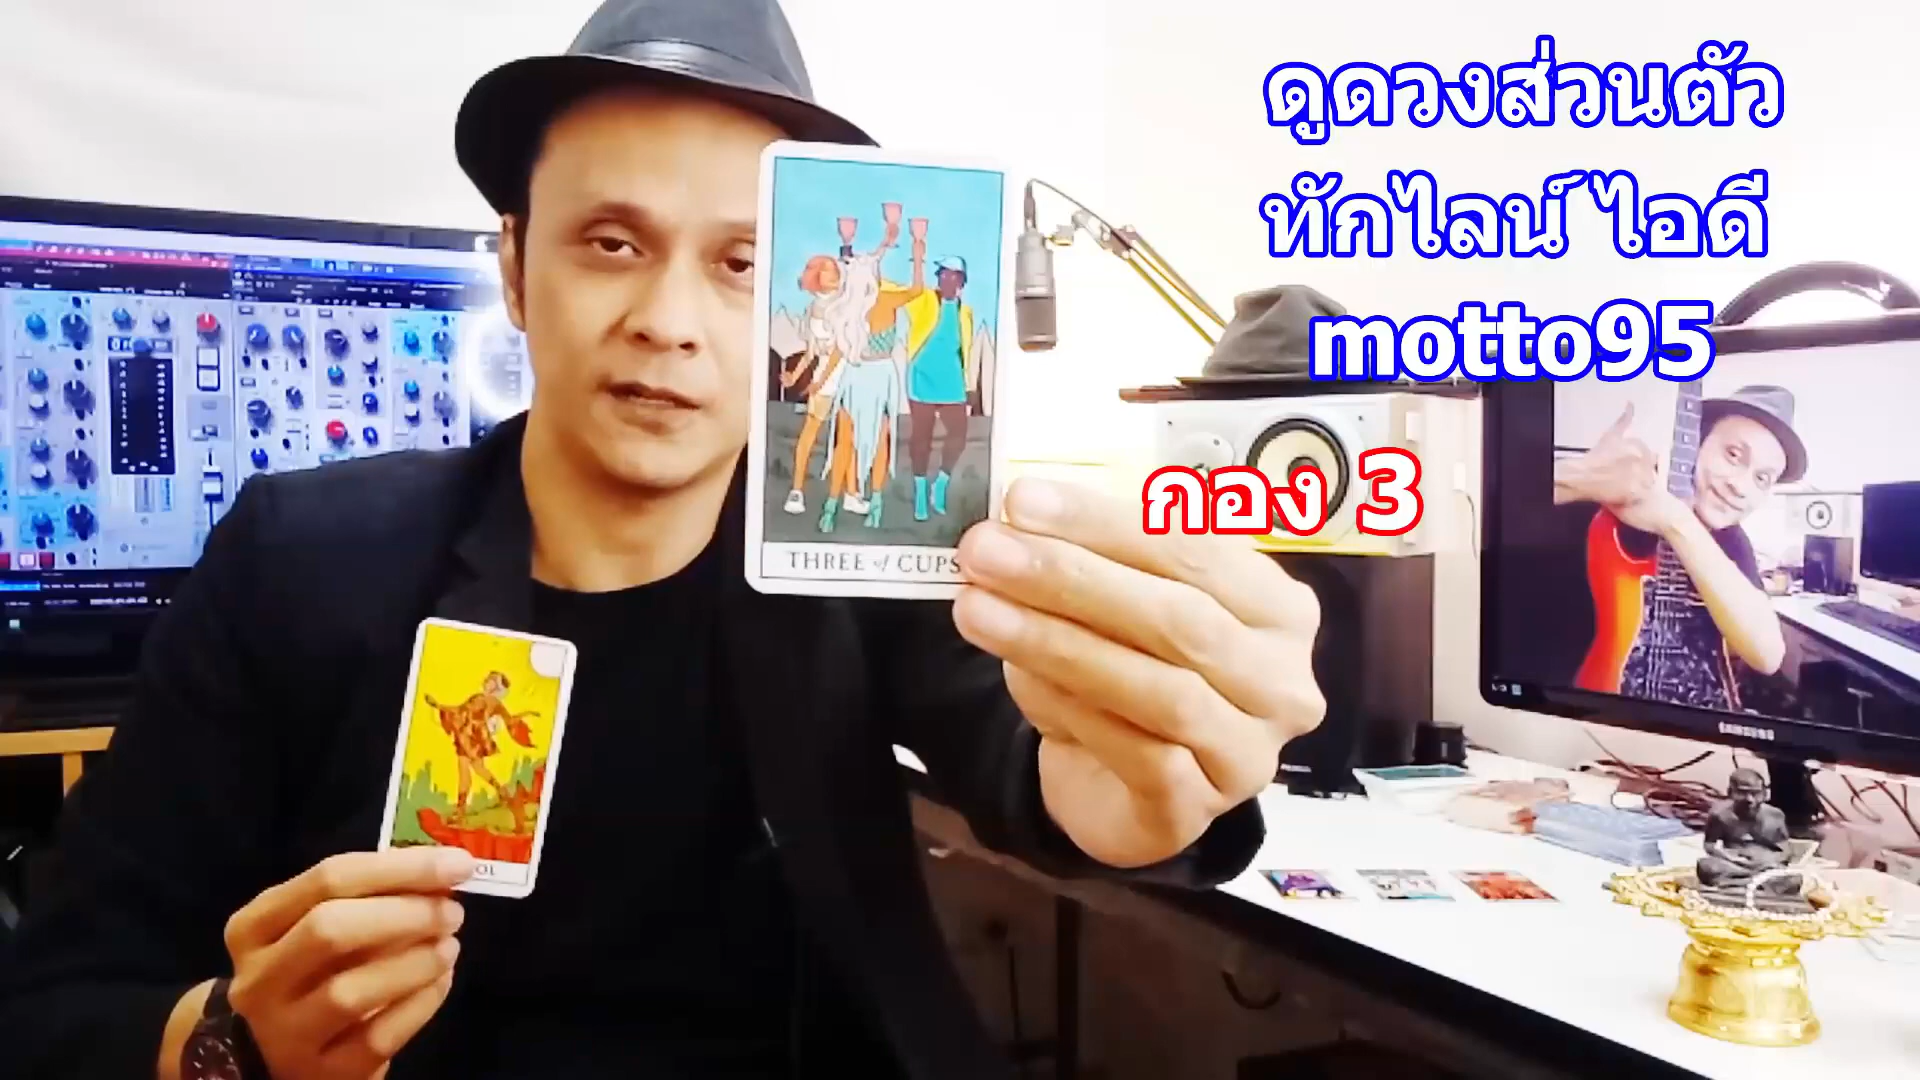 ดูดวงส่วนตัว
ทักไลน์ ไอดี
motto95
กอง 3
THREE of CUPS
SAMSUNG